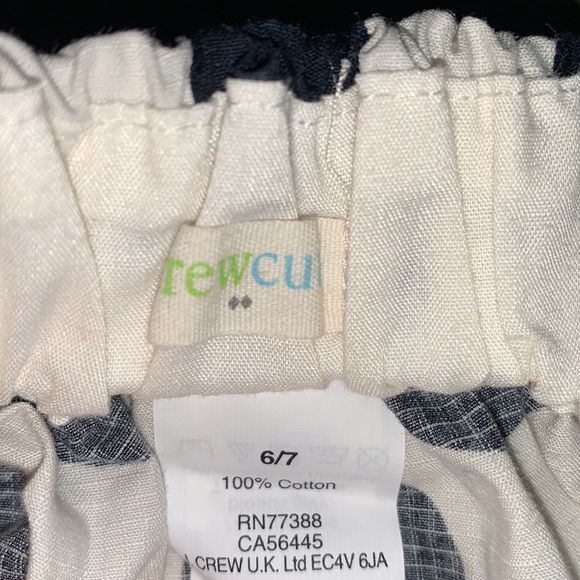 rewcu
6/7
100% Cotton
RN77388
CA56445
J.CREW U.K. Ltd EC4V 6JA